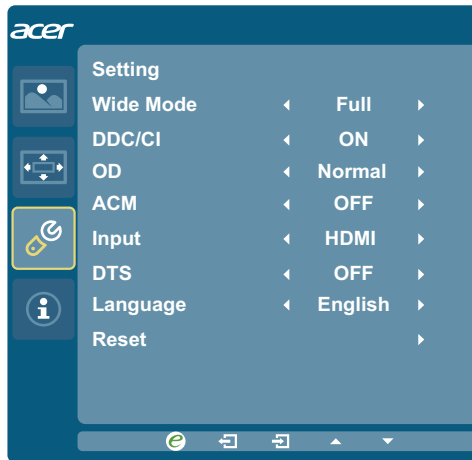 acer
Setting
Wide Mode Full
DDC/CI ON
OD Normal
ACM OFF
Input HDMI
DTS OFF
Language English
Reset
e